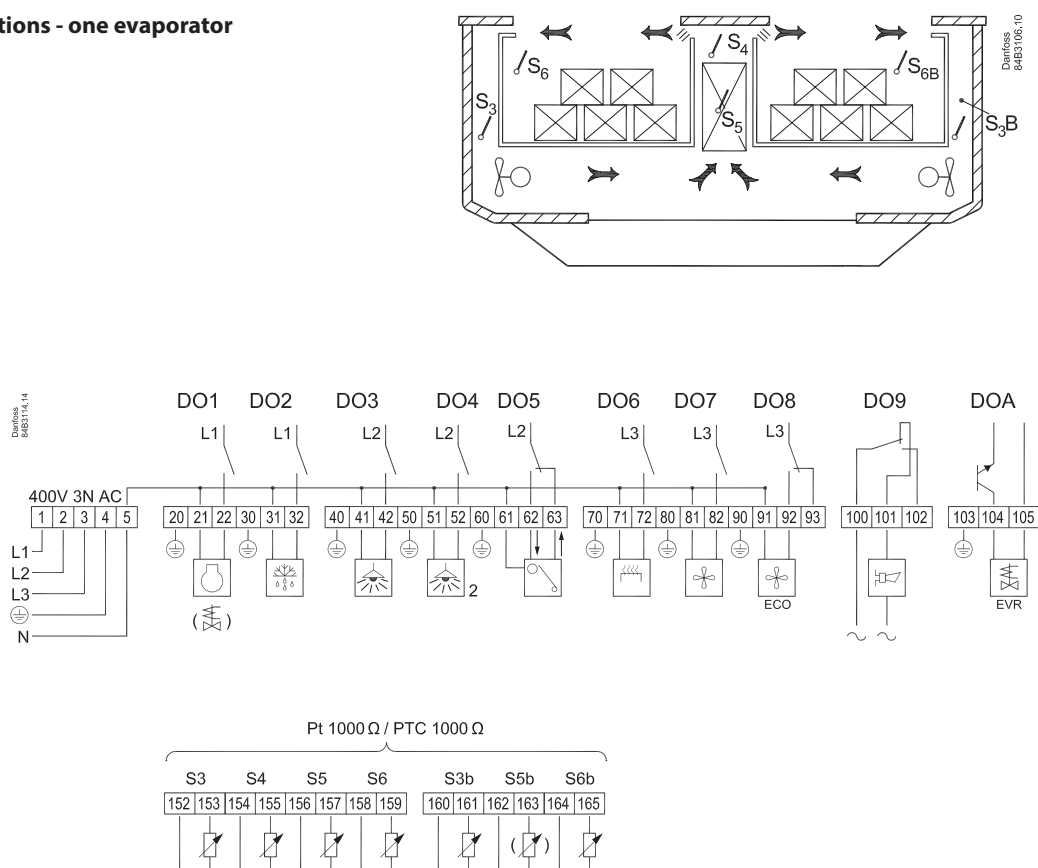 tions - one evaporator
Danfoss
84B3106.10
S4
S6
S6B
S3
S5
S3B
Danfoss
84B3114.14
DO1 DO2 DO3 DO4 DO5 DO6 DO7 DO8 DO9 DOA
L1 L1 L2 L2 L2 L3 L3 L3
400V 3N AC
1 2 3 4 5 20 21 22 30 31 32 40 41 42 50 51 52 60 61 62 63 70 71 72 80 81 82 90 91 92 93 100 101 102 103 104 105
L1
L2
L3
N
2
ECO
EVR
( )
Pt 1000 Ω / PTC 1000 Ω
S3 S4 S5 S6 S3b S5b S6b
152 153 154 155 156 157 158 159 160 161 162 163 164 165
( )